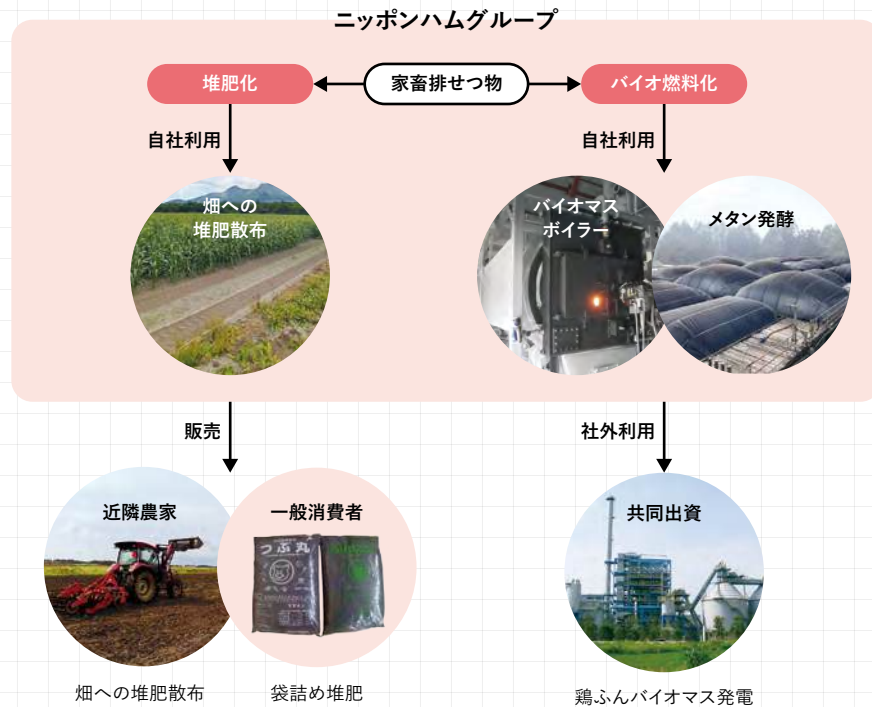 ニッポンハムグループ
堆肥化
家畜排せつ物
バイオ燃料化
自社利用
自社利用
畑への
堆肥散布
バイオマス
ボイラー
メタン発酵
販売
社外利用
近隣農家
一般消費者
共同出資
つぶ丸
畑への堆肥散布
袋詰め堆肥
鶏ふんバイオマス発電